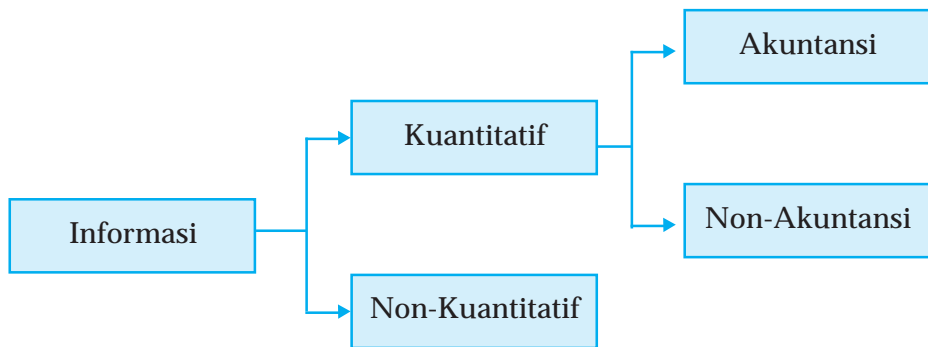 Informasi
Kuantitatif
Non-Kuantitatif
Akuntansi
Non-Akuntansi